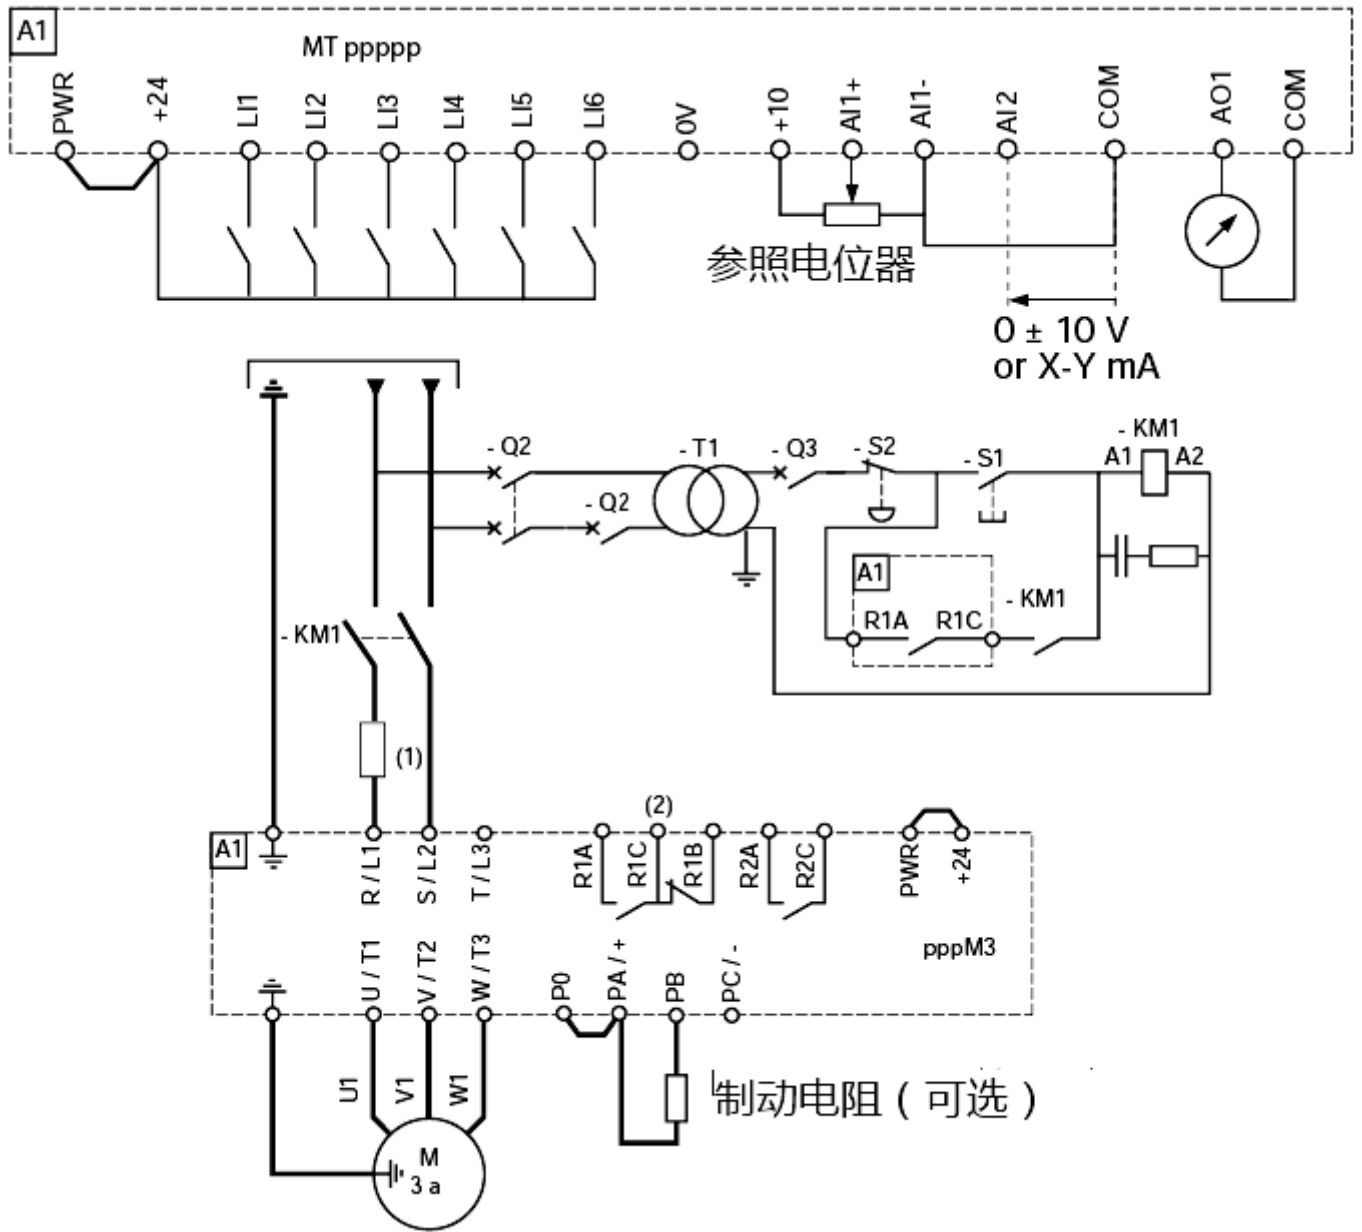 A1
MT ppppp
PWR
+24
LI1
LI2
LI3
LI4
LI5
LI6
0V
+10
AI1+
AI1-
AI2
COM
AO1
COM
参照电位器
0 ± 10 V
or X-Y mA
- Q2
- T1
- Q3
- S2
- S1
- KM1
A1
A2
- Q2
A1
- KM1
R1A
R1C
- KM1
(1)
(2)
A1
R / L1
S / L2
T / L3
R1A
R1C
R1B
R2A
R2C
PWR
+24
pppM3
U / T1
V / T2
W / T3
P0
PA / +
PB
PC / -
U1
V1
W1
制动电阻（可选）
M
3 a